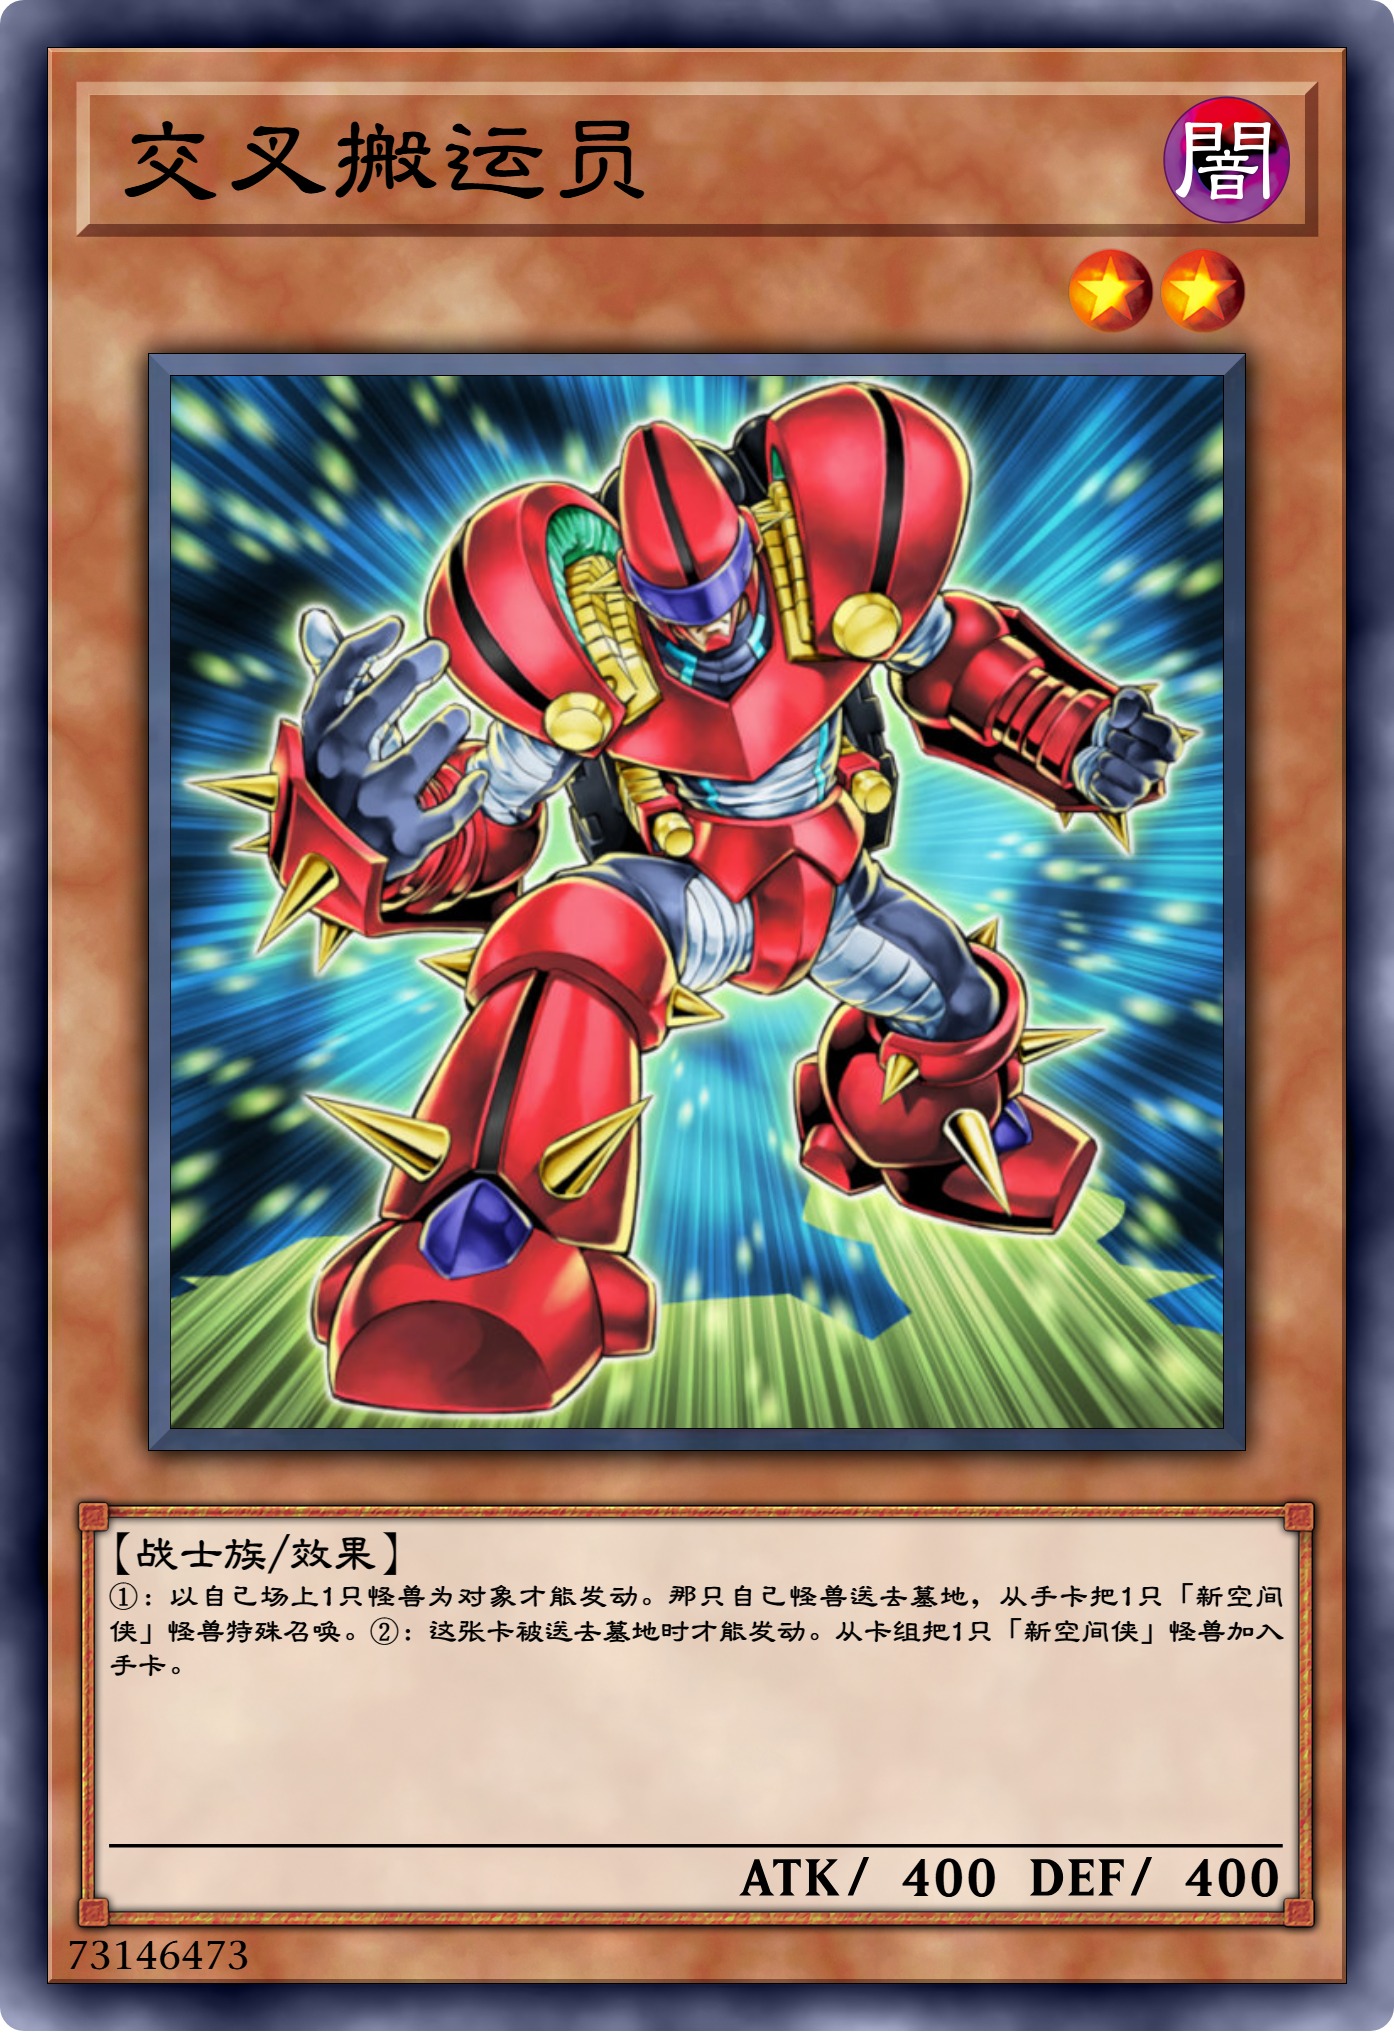 交叉搬运员
闇
【战士族/效果】
①：以自己场上1只怪兽为对象才能发动。那只自己怪兽送去墓地，从手卡把1只「新空间
侠」怪兽特殊召唤。②：这张卡被送去墓地时才能发动。从卡组把1只「新空间侠」怪兽加入
手卡。
ATK/ 400 DEF/ 400
73146473